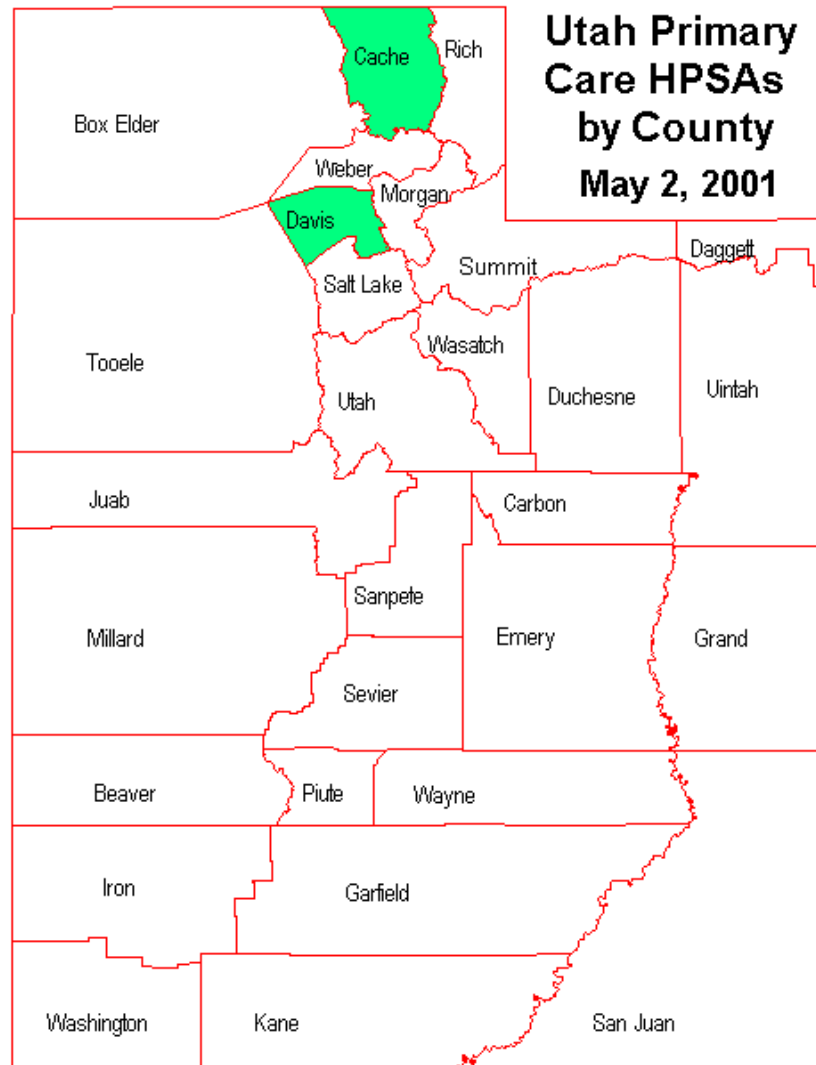 Utah Primary
Care HPSAs
by County
May 2, 2001
Cache
Rich
Box Elder
Weber
Morgan
Davis
Daggett
Summit
Salt Lake
Wasatch
Tooele
Utah
Duchesne
Uintah
Juab
Carbon
Sanpete
Millard
Emery
Grand
Sevier
Beaver
Piute
Wayne
Iron
Garfield
Washington
Kane
San Juan